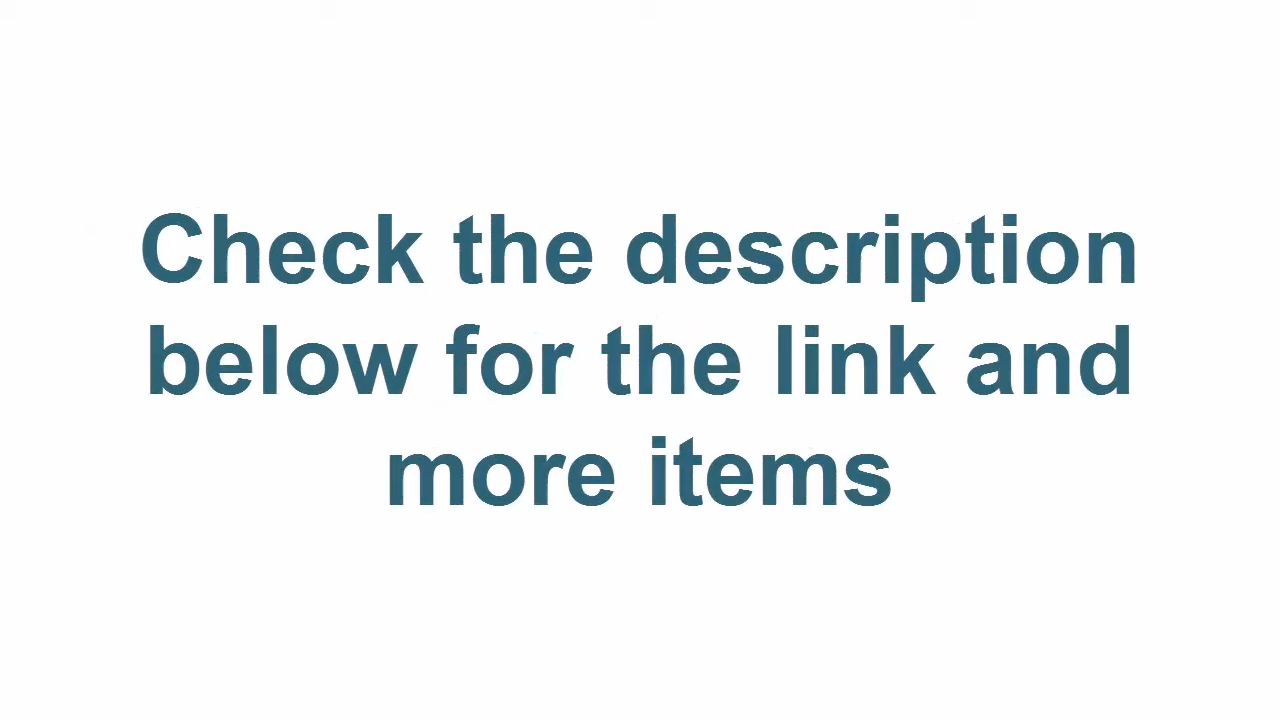 Check the description
below for the link and
more items